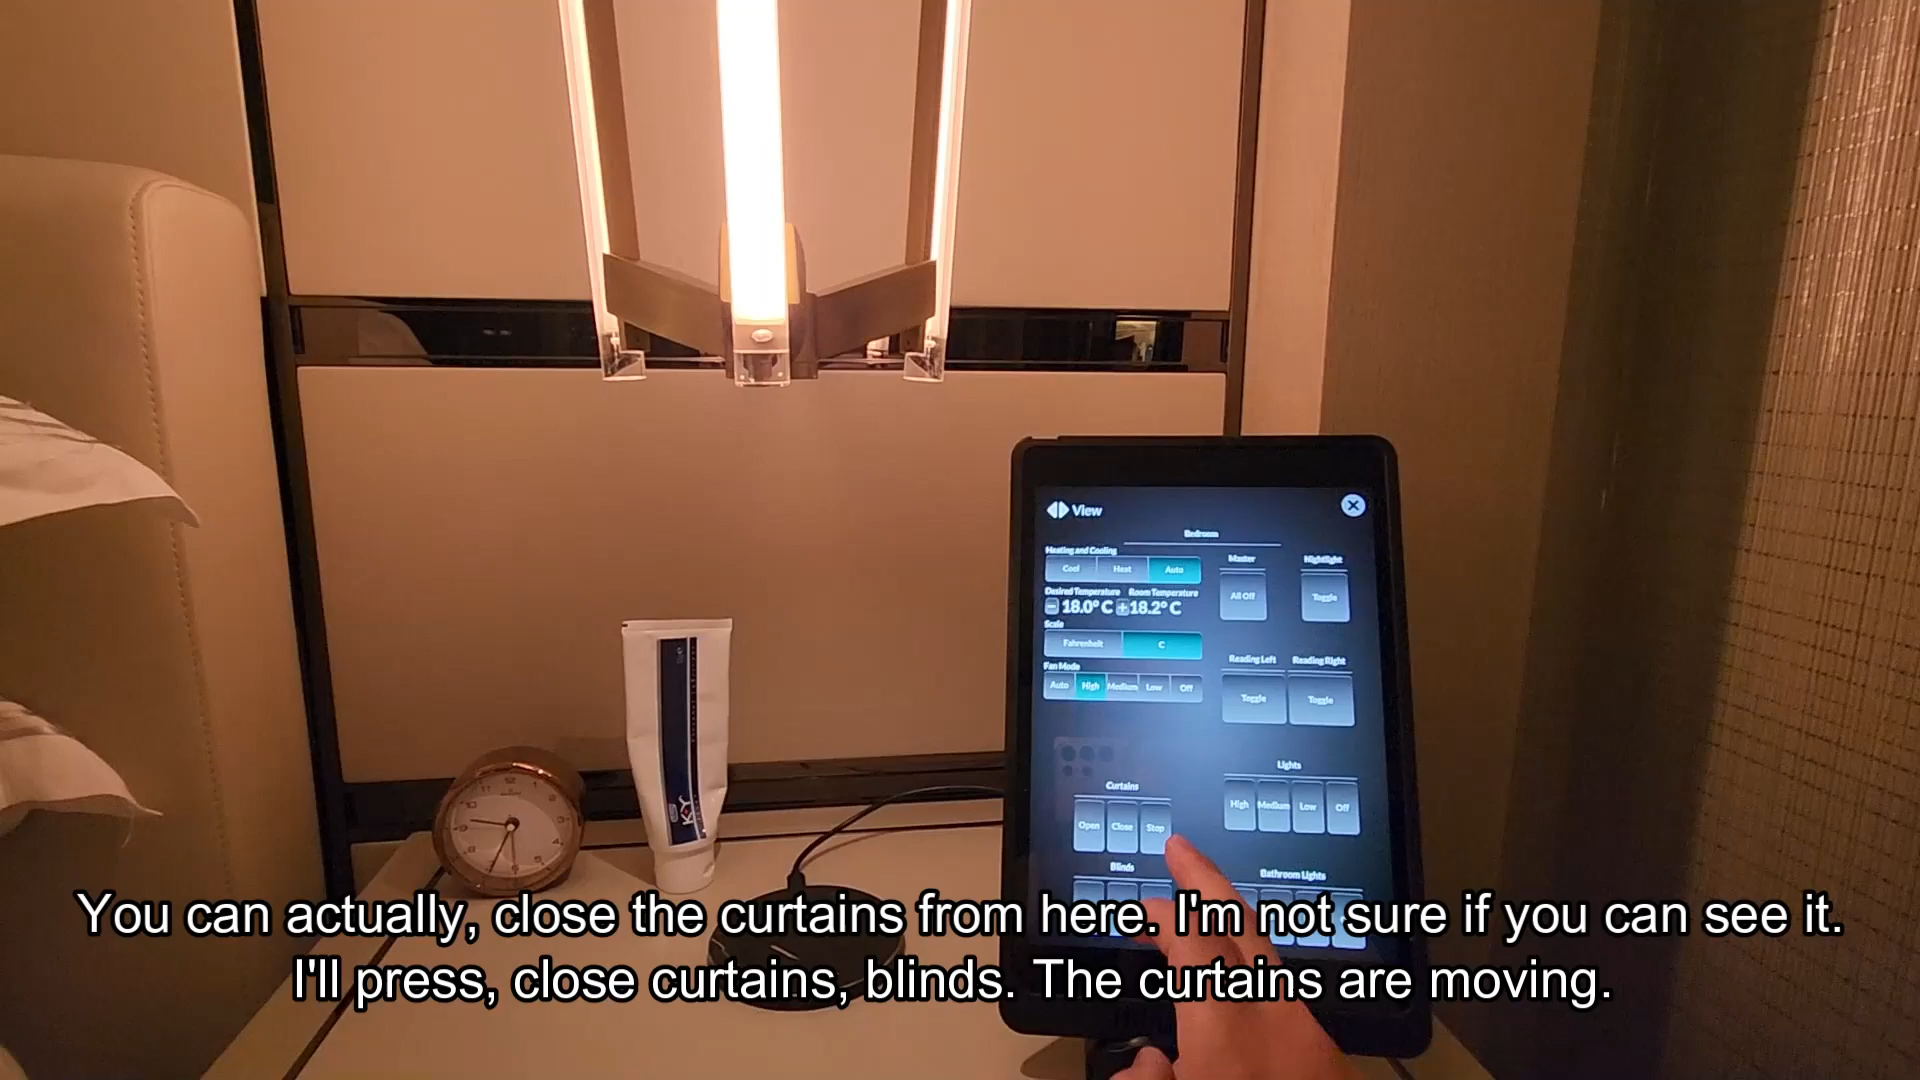 View
Bedroom
Heating and Cooling
Cool Heat Auto
Master
Nightlight
Desired Temperature Room Temperature
− 18.0° C + 18.2° C
All Off
Toggle
Scale
Fahrenheit C
Fan Mode
Auto High Medium Low Off
Reading Left Reading Right
Toggle Toggle
Lights
High Medium Low Off
Curtains
Open Close Stop
Blinds
Bathroom Lights
K-Y
You can actually, close the curtains from here. I'm not sure if you can see it.
I'll press, close curtains, blinds. The curtains are moving.